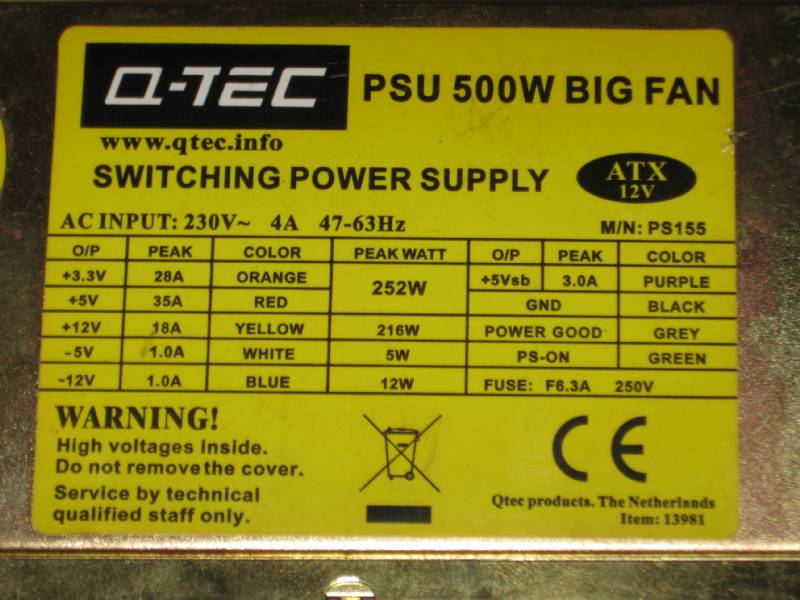 Q-TEC PSU 500W BIG FAN
www.qtec.info
SWITCHING POWER SUPPLY ATX 12V
AC INPUT: 230V~ 4A 47-63Hz M/N: PS155
O/P PEAK COLOR PEAK WATT O/P PEAK COLOR
+3.3V 28A ORANGE 252W +5Vsb 3.0A PURPLE
+5V 35A RED GND BLACK
+12V 18A YELLOW 216W POWER GOOD GREY
-5V 1.0A WHITE 5W PS-ON GREEN
-12V 1.0A BLUE 12W FUSE: F6.3A 250V
WARNING!
High voltages inside.
Do not remove the cover.
Service by technical
qualified staff only.
CE
Qtec products. The Netherlands
Item: 13981